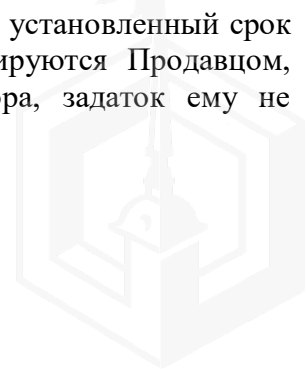 установленный срок
ируются Продавцом,
ра, задаток ему не